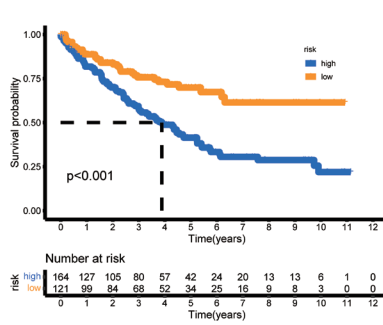 1.00
0.75
0.50
0.25
0.00
Survival probability
risk
high
low
p<0.001
0 1 2 3 4 5 6 7 8 9 10 11 12
Time(years)
Number at risk
risk
high 164 127 105 80 57 42 24 20 13 13 6 1 0
low 121 99 84 68 52 34 25 16 9 8 3 0 0
0 1 2 3 4 5 6 7 8 9 10 11 12
Time(years)